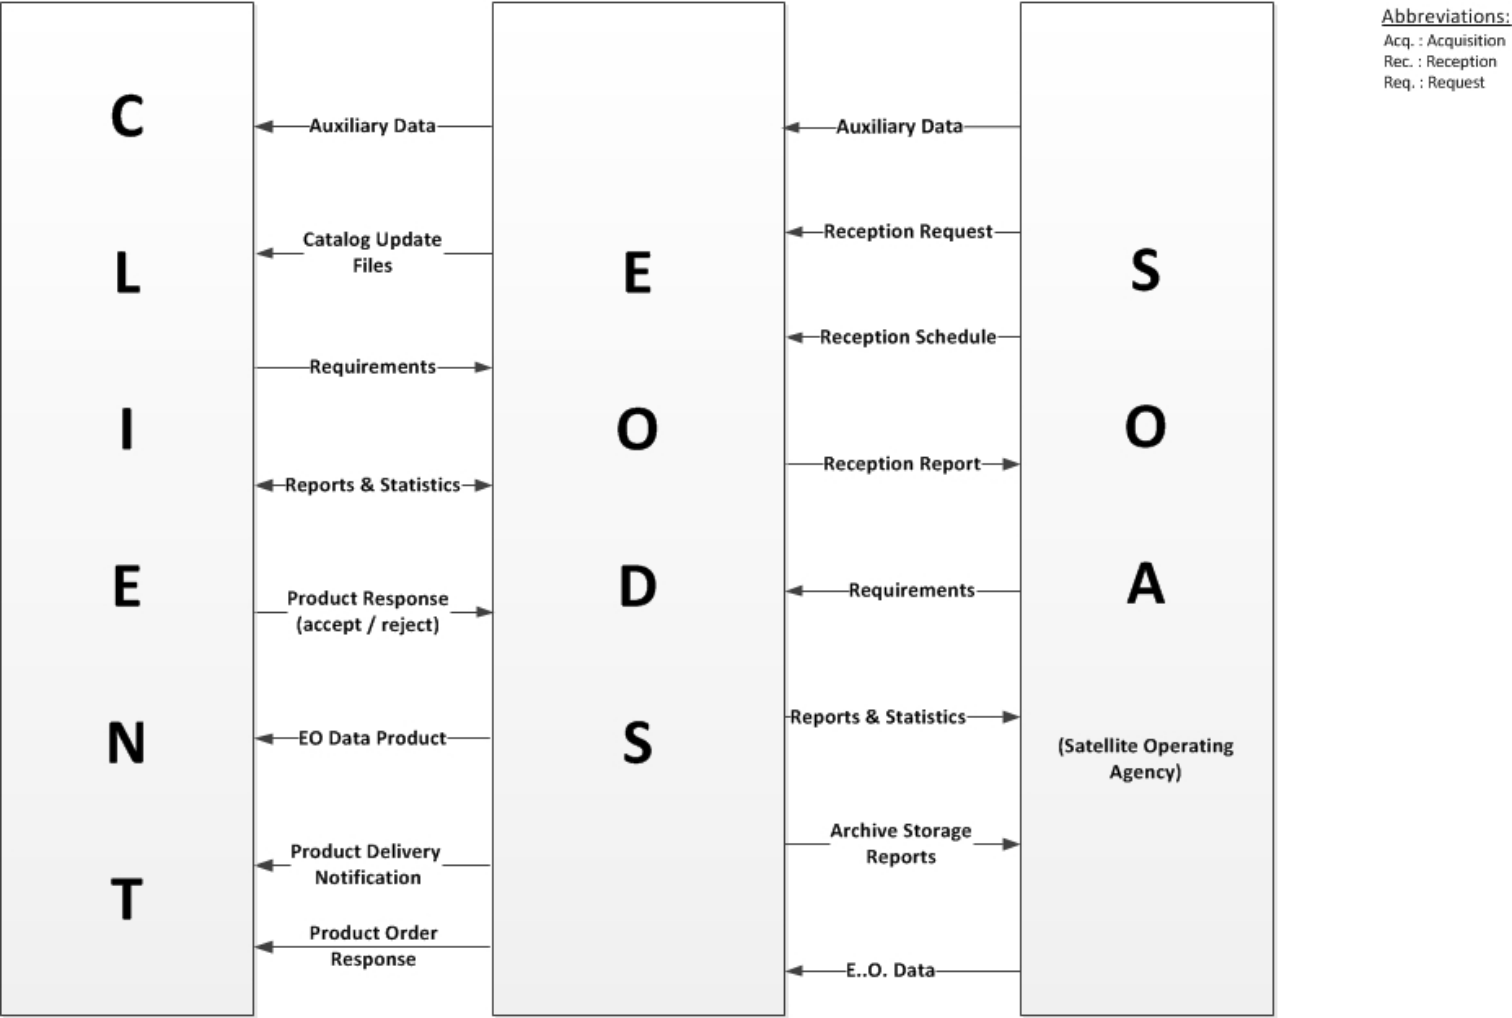 C
L
I
E
N
T
Auxiliary Data
Catalog Update
Files
Requirements
Reports & Statistics
Product Response
(accept / reject)
EO Data Product
Product Delivery
Notification
Product Order
Response
E
O
D
S
Auxiliary Data
Reception Request
Reception Schedule
Reception Report
Requirements
Reports & Statistics
Archive Storage
Reports
E..O. Data
S
O
A
(Satellite Operating
Agency)
Abbreviations:
Acq. : Acquisition
Rec. : Reception
Req. : Request